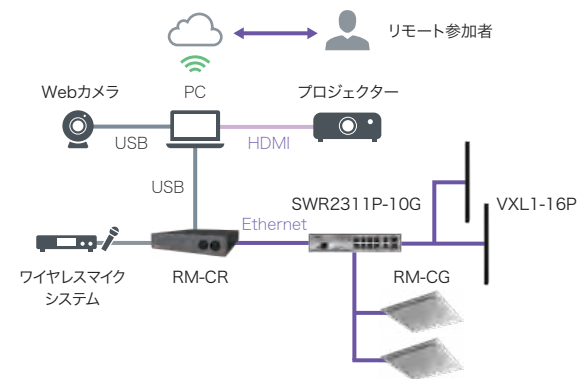 リモート参加者
Webカメラ
PC
プロジェクター
USB
HDMI
USB
SWR2311P-10G
VXL1-16P
Ethernet
ワイヤレスマイク
システム
RM-CR
RM-CG